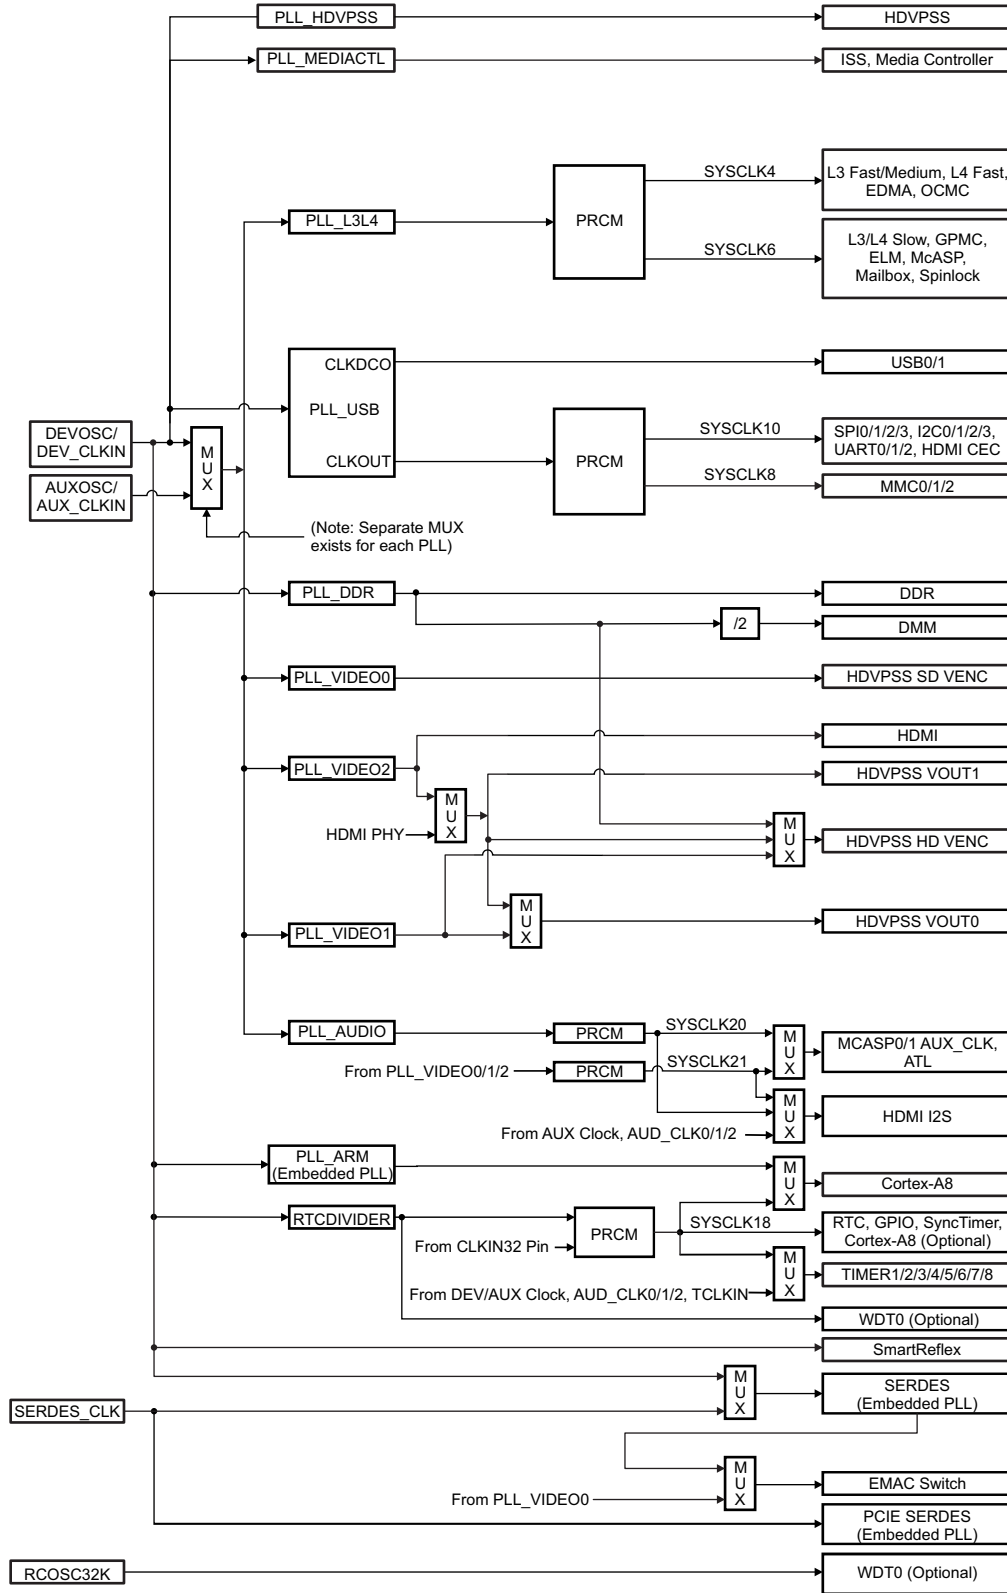 PLL_HDVPSS
HDVPSS
PLL_MEDIACTL
ISS, Media Controller
SYSCLK4
L3 Fast/Medium, L4 Fast,
EDMA, OCMC
PLL_L3L4
PRCM
SYSCLK6
L3/L4 Slow, GPMC,
ELM, McASP,
Mailbox, Spinlock
CLKDCO
USB0/1
PLL_USB
CLKOUT
DEVOSC/
DEV_CLKIN
AUXOSC/
AUX_CLKIN
M
U
X
PRCM
SYSCLK10
SPI0/1/2/3, I2C0/1/2/3,
UART0/1/2, HDMI CEC
SYSCLK8
MMC0/1/2
(Note: Separate MUX
exists for each PLL)
PLL_DDR
DDR
/2
DMM
PLL_VIDEO0
HDVPSS SD VENC
HDMI
PLL_VIDEO2
HDVPSS VOUT1
M
U
X
HDMI PHY
M
U
X
HDVPSS HD VENC
M
U
X
HDVPSS VOUT0
PLL_VIDEO1
PLL_AUDIO
PRCM
SYSCLK20
M
U
X
MCASP0/1 AUX_CLK,
ATL
From PLL_VIDEO0/1/2
PRCM
SYSCLK21
M
U
X
HDMI I2S
From AUX Clock, AUD_CLK0/1/2
PLL_ARM
(Embedded PLL)
M
U
X
Cortex-A8
RTCDIVIDER
PRCM
SYSCLK18
RTC, GPIO, SyncTimer,
Cortex-A8 (Optional)
From CLKIN32 Pin
M
U
X
TIMER1/2/3/4/5/6/7/8
From DEV/AUX Clock, AUD_CLK0/1/2, TCLKIN
WDT0 (Optional)
SmartReflex
M
U
X
SERDES
(Embedded PLL)
SERDES_CLK
M
U
X
EMAC Switch
From PLL_VIDEO0
PCIE SERDES
(Embedded PLL)
RCOSC32K
WDT0 (Optional)